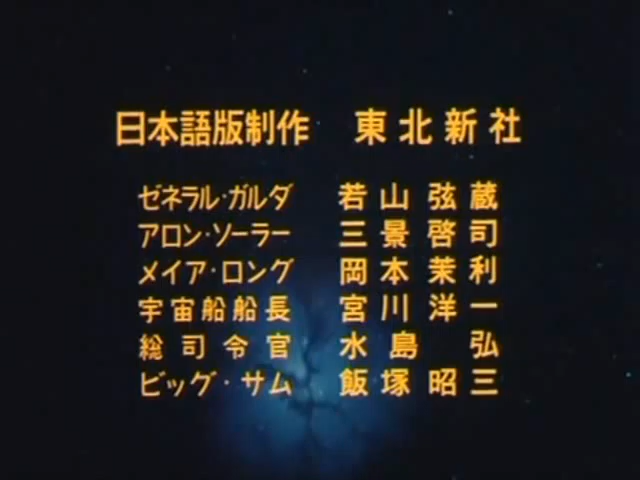 日本語版制作 東北新社
ゼネラル・ガルダ 若山弦蔵
アロン・ソーラー 三景啓司
メイア・ロング 岡本茉利
宇宙船船長 宮川洋一
総司令官 水島弘
ビッグ・サム 飯塚昭三